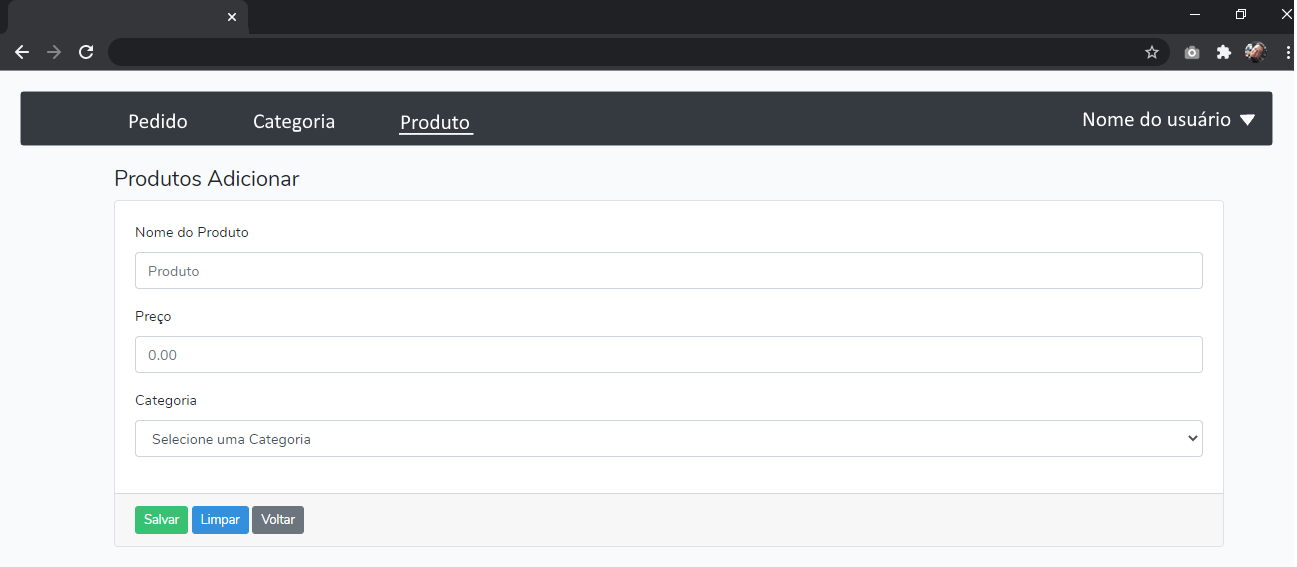 Pedido Categoria Produto Nome do usuário
Produtos Adicionar
Nome do Produto
Produto
Preço
0.00
Categoria
Selecione uma Categoria
Salvar Limpar Voltar